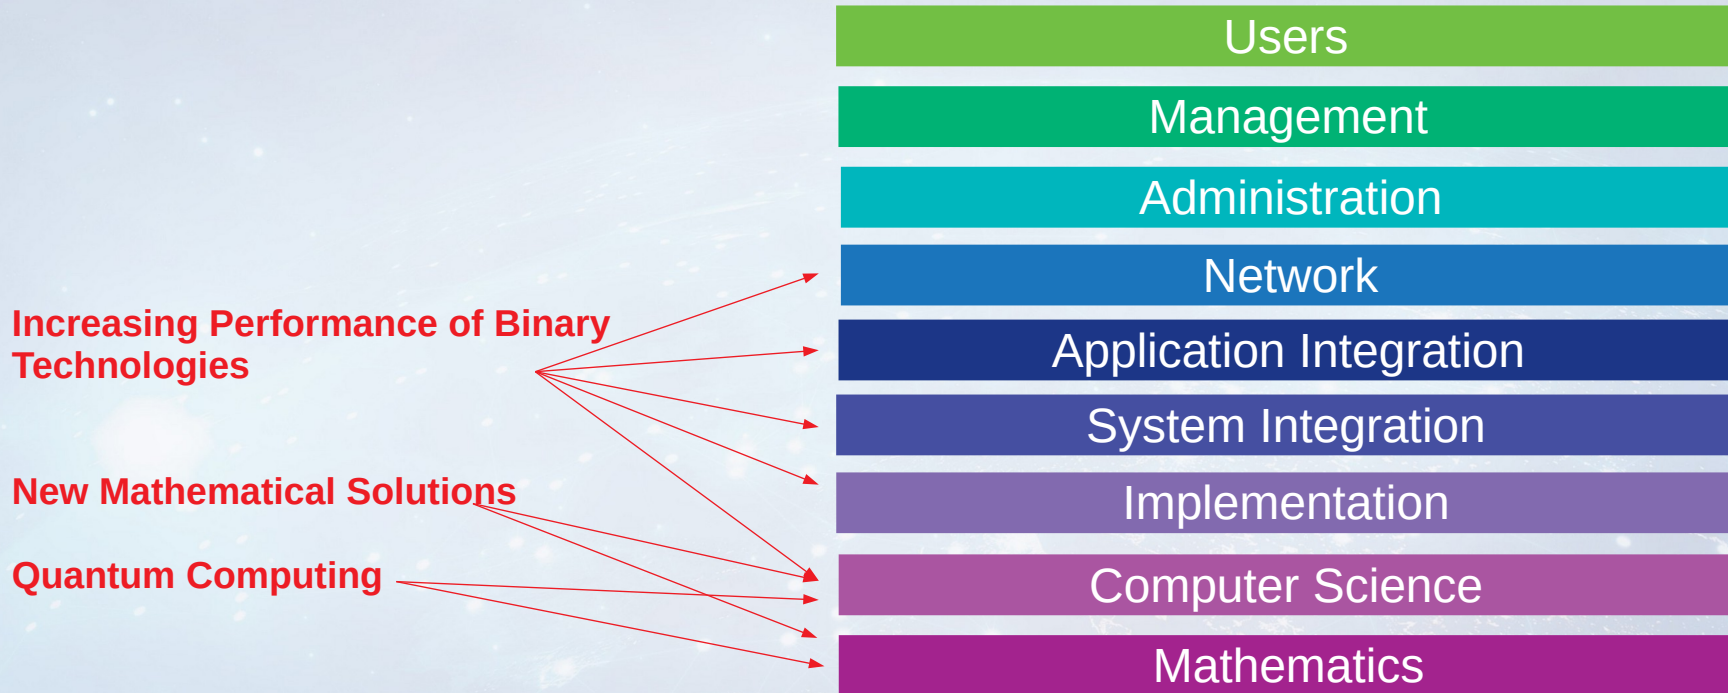 Users
Management
Administration
Network
Increasing Performance of Binary
Technologies
Application Integration
System Integration
New Mathematical Solutions
Implementation
Quantum Computing
Computer Science
Mathematics